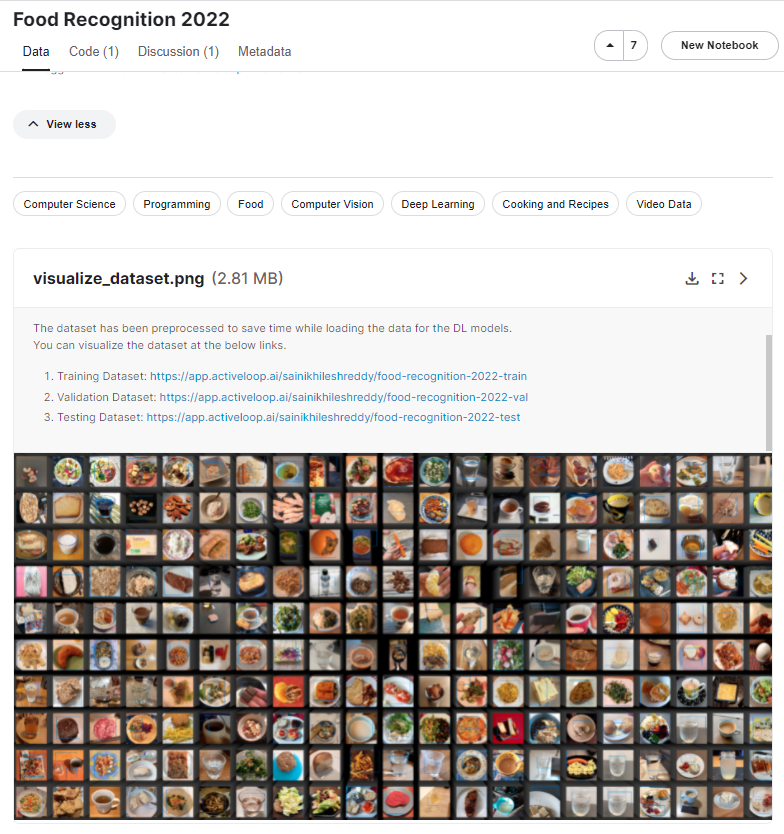 Food Recognition 2022
Data Code (1) Discussion (1) Metadata
7 New Notebook
View less
Computer Science Programming Food Computer Vision Deep Learning Cooking and Recipes Video Data
visualize_dataset.png (2.81 MB)
The dataset has been preprocessed to save time while loading the data for the DL models.
You can visualize the dataset at the below links.
1. Training Dataset: https://app.activeloop.ai/sainikhileshreddy/food-recognition-2022-train
2. Validation Dataset: https://app.activeloop.ai/sainikhileshreddy/food-recognition-2022-val
3. Testing Dataset: https://app.activeloop.ai/sainikhileshreddy/food-recognition-2022-test